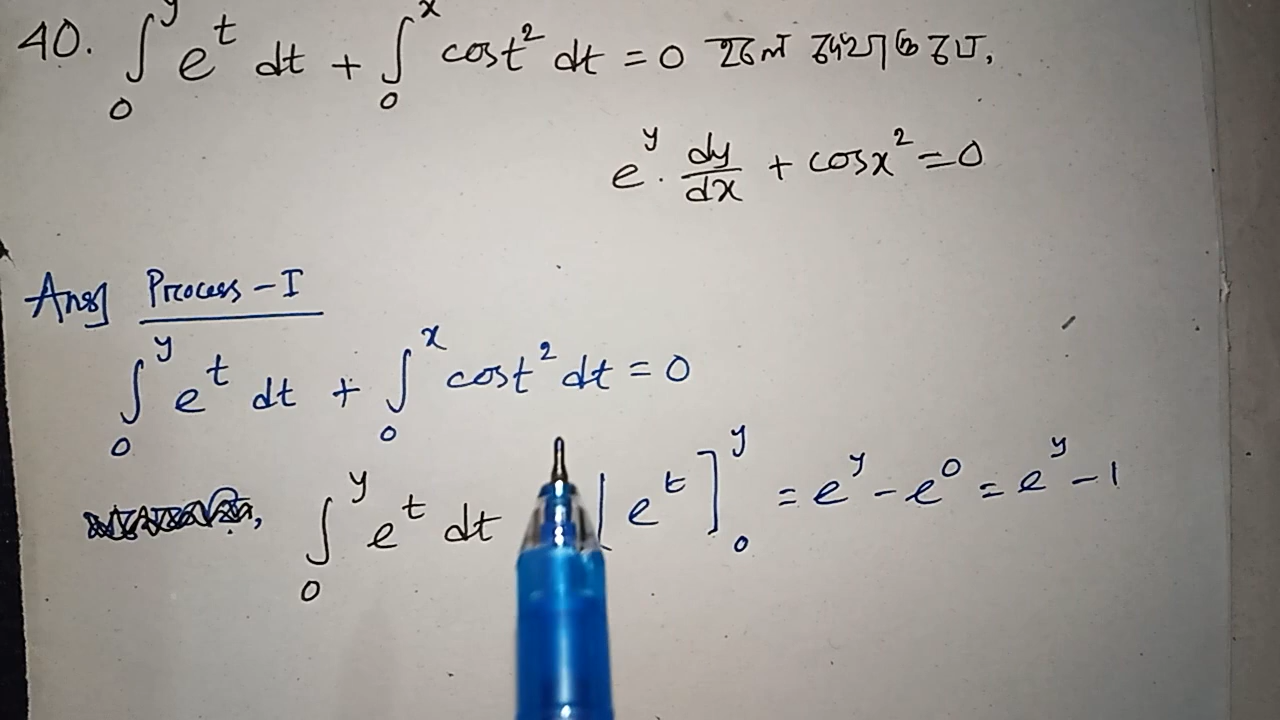 40. ∫₀^y e^t dt + ∫₀^x cos t² dt = 0 হলে দেখাও যে,
e^y · dy/dx + cos x² = 0
Ans] Process - I
∫₀^y e^t dt + ∫₀^x cos t² dt = 0
∫₀^y e^t dt [e^t]₀^y = e^y - e^0 = e^y - 1